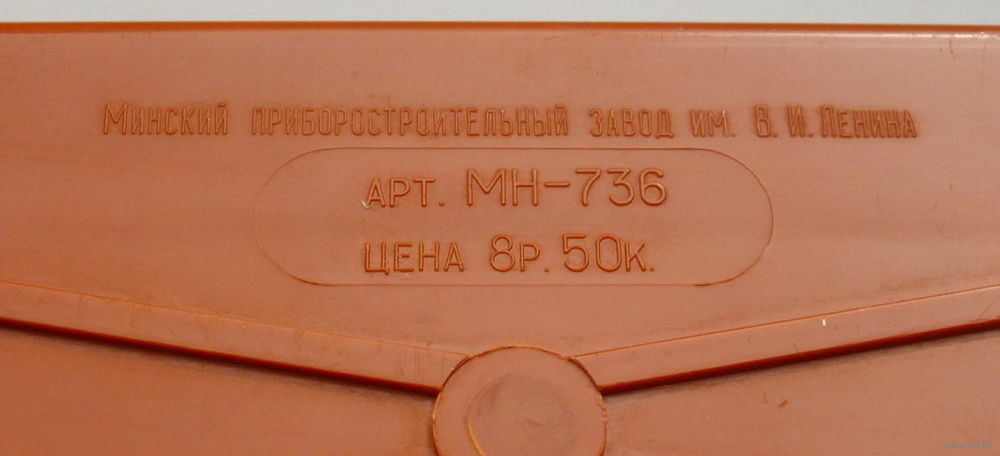 Минский приборостроительный завод им. В. И. Ленина
АРТ. МН-736
ЦЕНА 8Р. 50К.